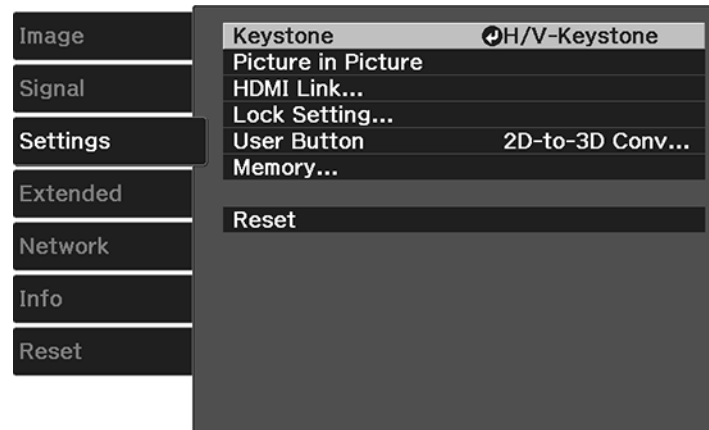 Image
Signal
Settings
Extended
Network
Info
Reset
Keystone H/V-Keystone
Picture in Picture
HDMI Link...
Lock Setting...
User Button 2D-to-3D Conv...
Memory...
Reset